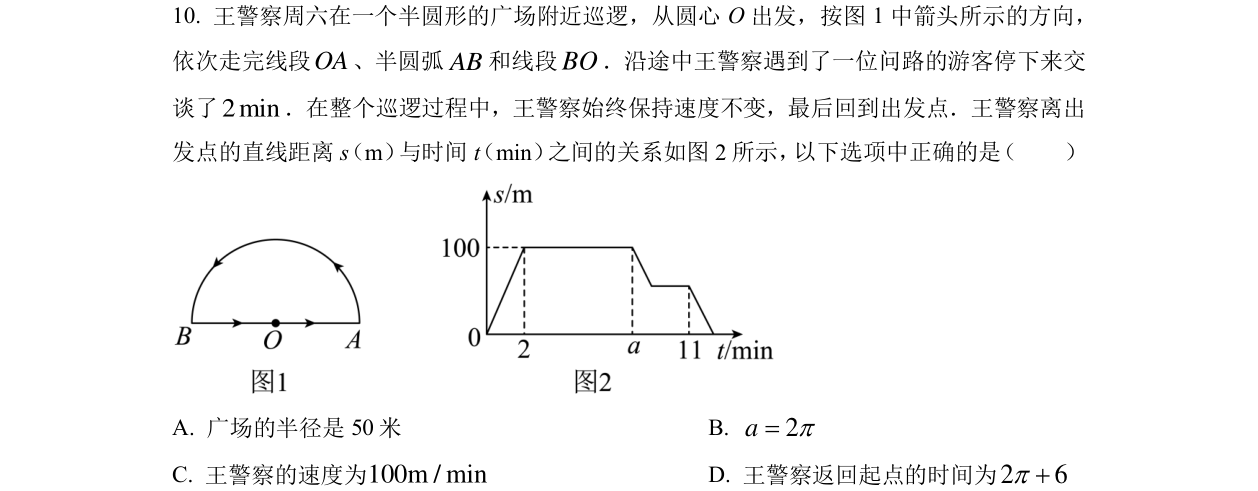 10. 王警察周六在一个半圆形的广场附近巡逻，从圆心 O 出发，按图 1 中箭头所示的方向，
依次走完线段 OA、半圆弧 AB 和线段 BO．沿途中王警察遇到了一位问路的游客停下来交
谈了 2 min．在整个巡逻过程中，王警察始终保持速度不变，最后回到出发点．王警察离出
发点的直线距离 s（m）与时间 t（min）之间的关系如图 2 所示，以下选项中正确的是（　　）
s/m
100
B O A
0 2 a 11 t/min
图1 图2
A. 广场的半径是 50 米 B. a = 2π
C. 王警察的速度为100m / min D. 王警察返回起点的时间为 2π + 6